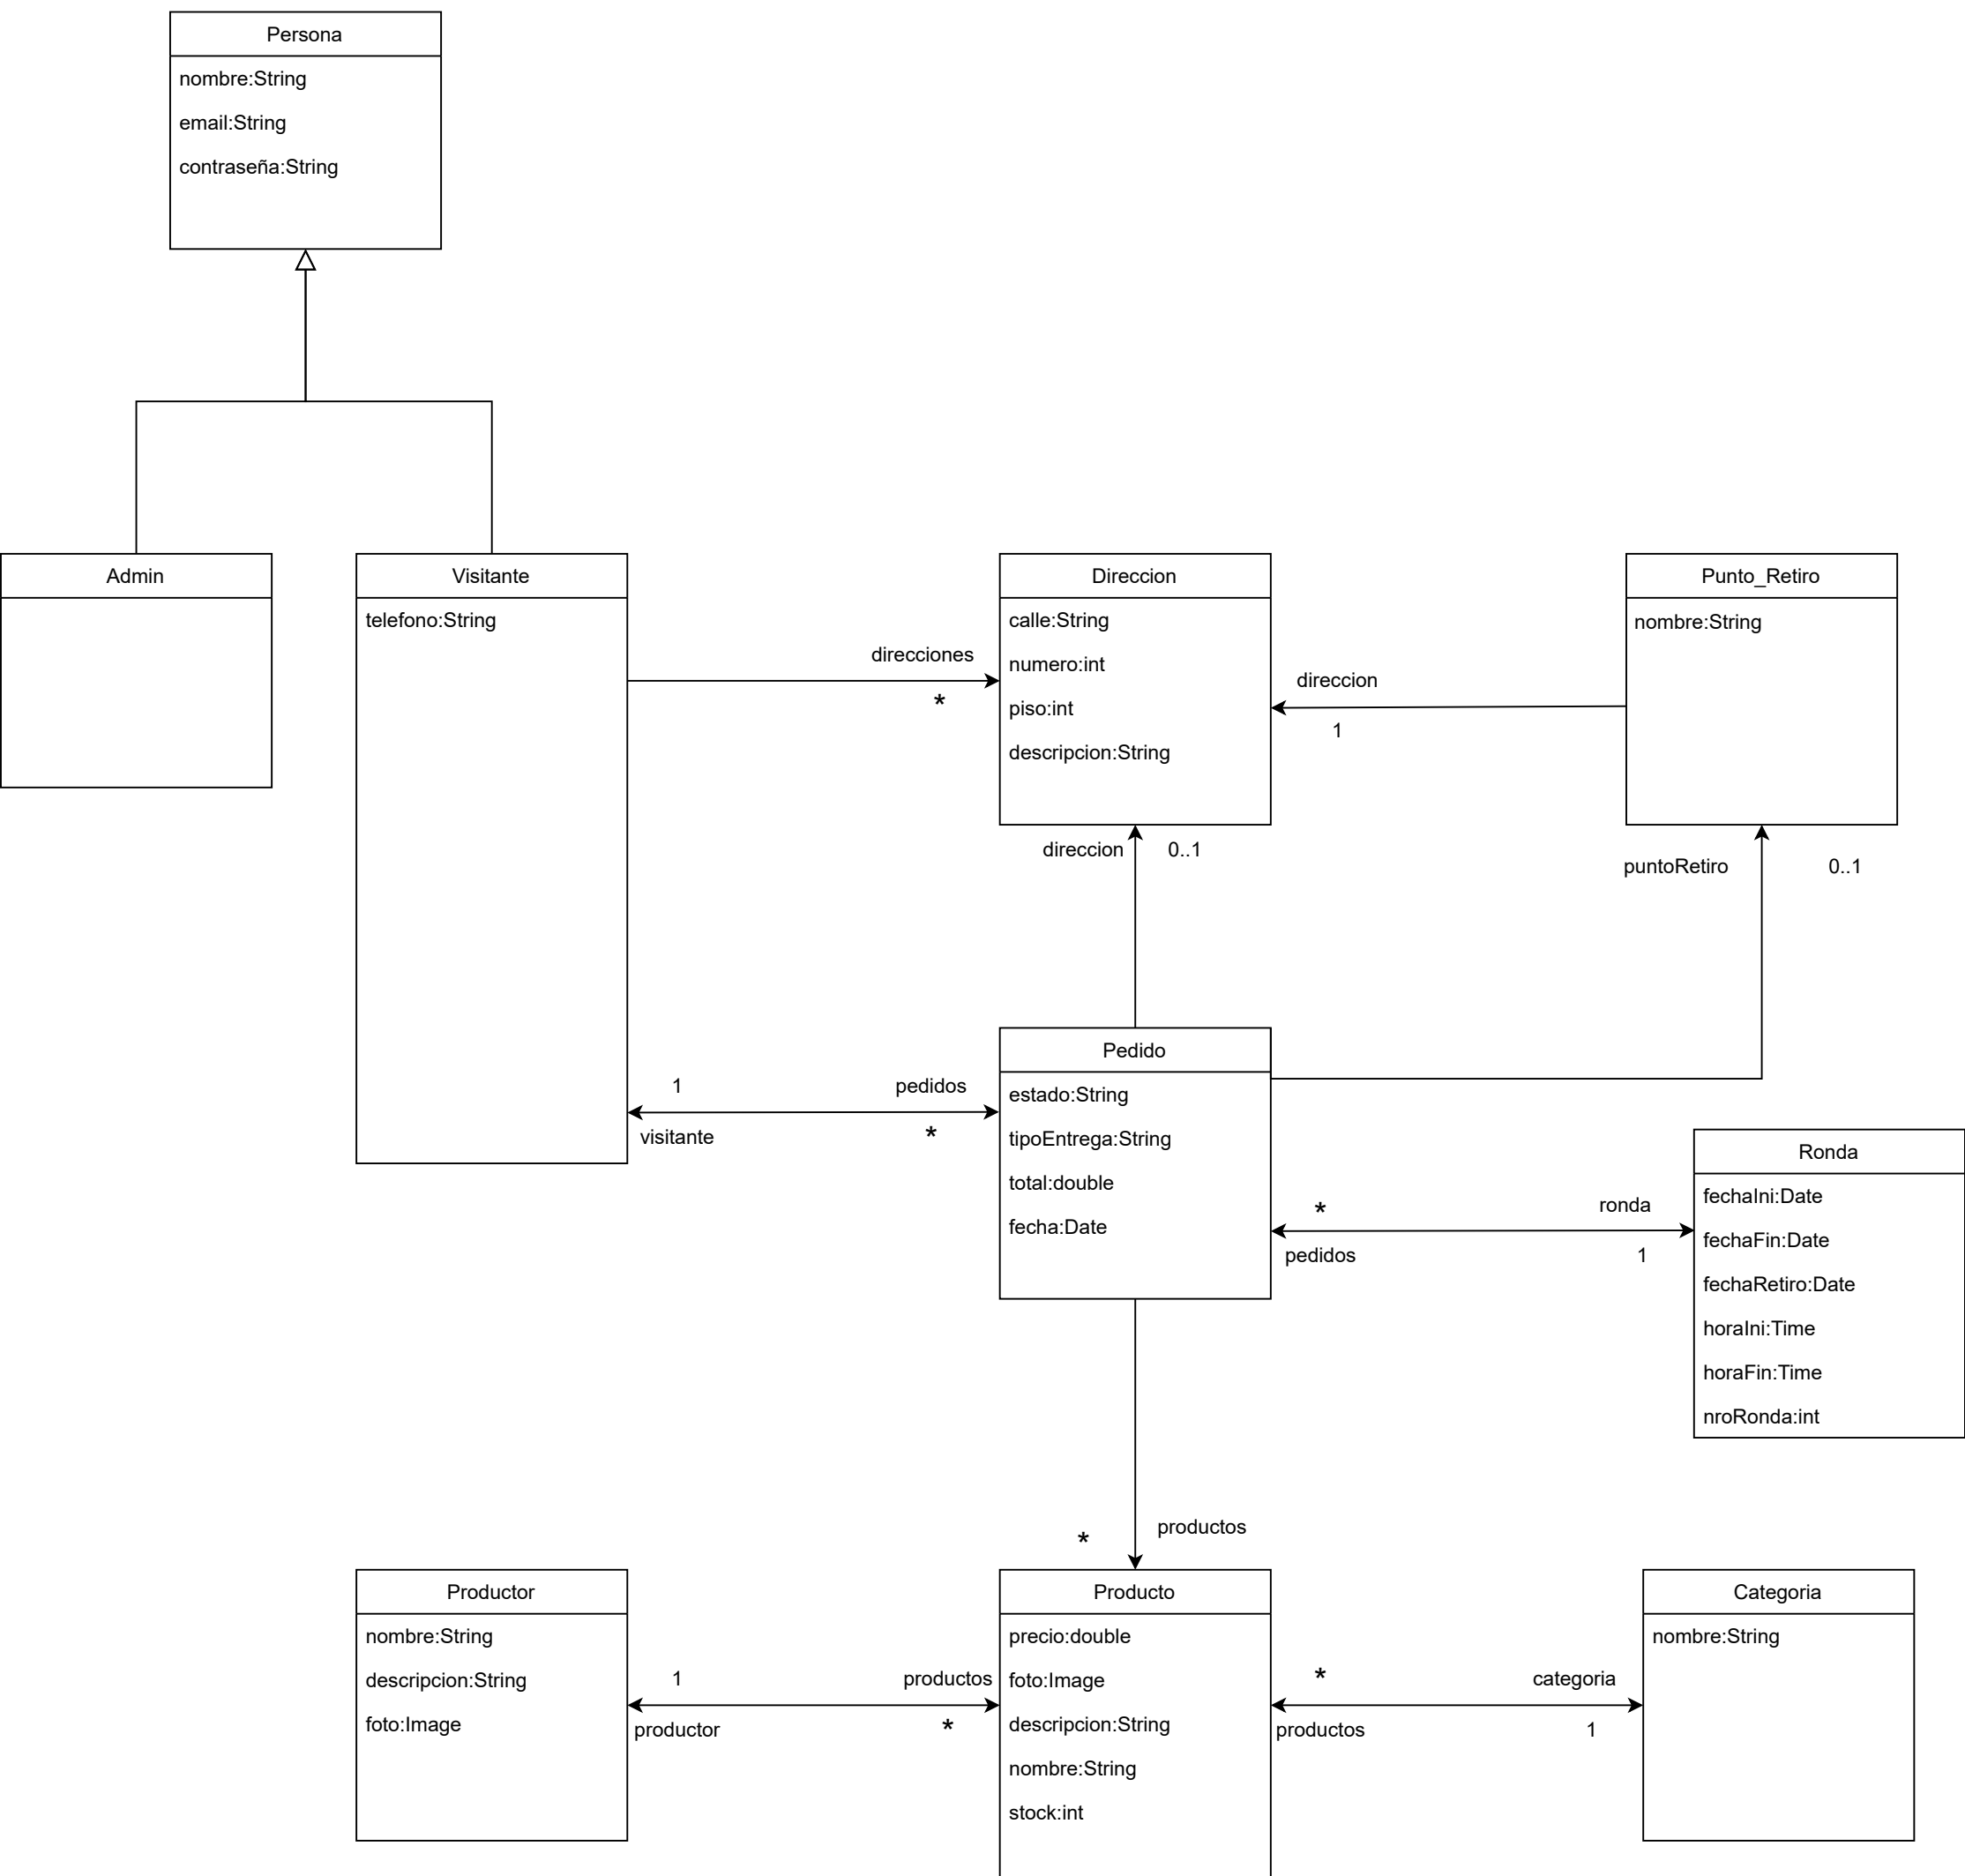 Persona
nombre:String
email:String
contraseña:String
Admin
Visitante
telefono:String
direcciones
*
Direccion
calle:String
numero:int
piso:int
descripcion:String
Punto_Retiro
nombre:String
direccion
1
direccion
0..1
puntoRetiro
0..1
1
visitante
pedidos
*
Pedido
estado:String
tipoEntrega:String
total:double
fecha:Date
*
pedidos
ronda
1
Ronda
fechaIni:Date
fechaFin:Date
fechaRetiro:Date
horaIni:Time
horaFin:Time
nroRonda:int
*
productos
Productor
nombre:String
descripcion:String
foto:Image
1
productor
productos
*
Producto
precio:double
foto:Image
descripcion:String
nombre:String
stock:int
*
productos
categoria
1
Categoria
nombre:String